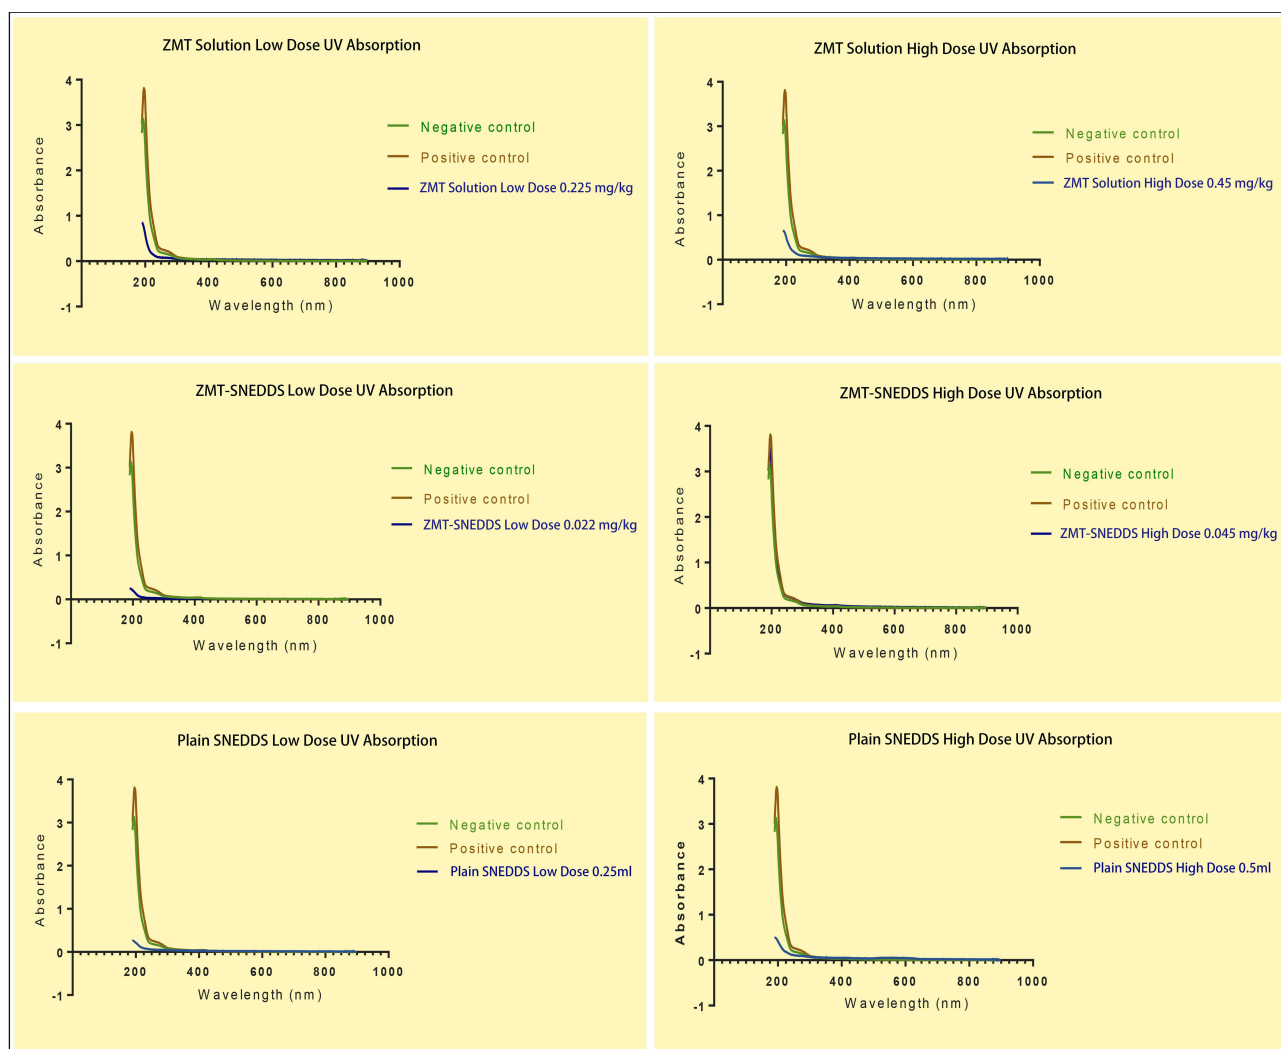 ZMT Solution Low Dose UV Absorption
4
3
2
1
0
-1
Absorbance
200 400 600 800 1000
Wavelength (nm)
Negative control
Positive control
ZMT Solution Low Dose 0.225 mg/kg
ZMT Solution High Dose UV Absorption
4
3
2
1
0
-1
Absorbance
200 400 600 800 1000
Wavelength (nm)
Negative control
Positive control
ZMT Solution High Dose 0.45 mg/kg
ZMT-SNEDDS Low Dose UV Absorption
4
3
2
1
0
-1
Absorbance
200 400 600 800 1000
Wavelength (nm)
Negative control
Positive control
ZMT-SNEDDS Low Dose 0.022 mg/kg
ZMT-SNEDDS High Dose UV Absorption
4
3
2
1
0
-1
Absorbance
200 400 600 800 1000
Wavelength (nm)
Negative control
Positive control
ZMT-SNEDDS High Dose 0.045 mg/kg
Plain SNEDDS Low Dose UV Absorption
4
3
2
1
0
-1
Absorbance
200 400 600 800 1000
Wavelength (nm)
Negative control
Positive control
Plain SNEDDS Low Dose 0.25ml
Plain SNEDDS High Dose UV Absorption
4
3
2
1
0
-1
Absorbance
200 400 600 800 1000
Wavelength (nm)
Negative control
Positive control
Plain SNEDDS High Dose 0.5ml